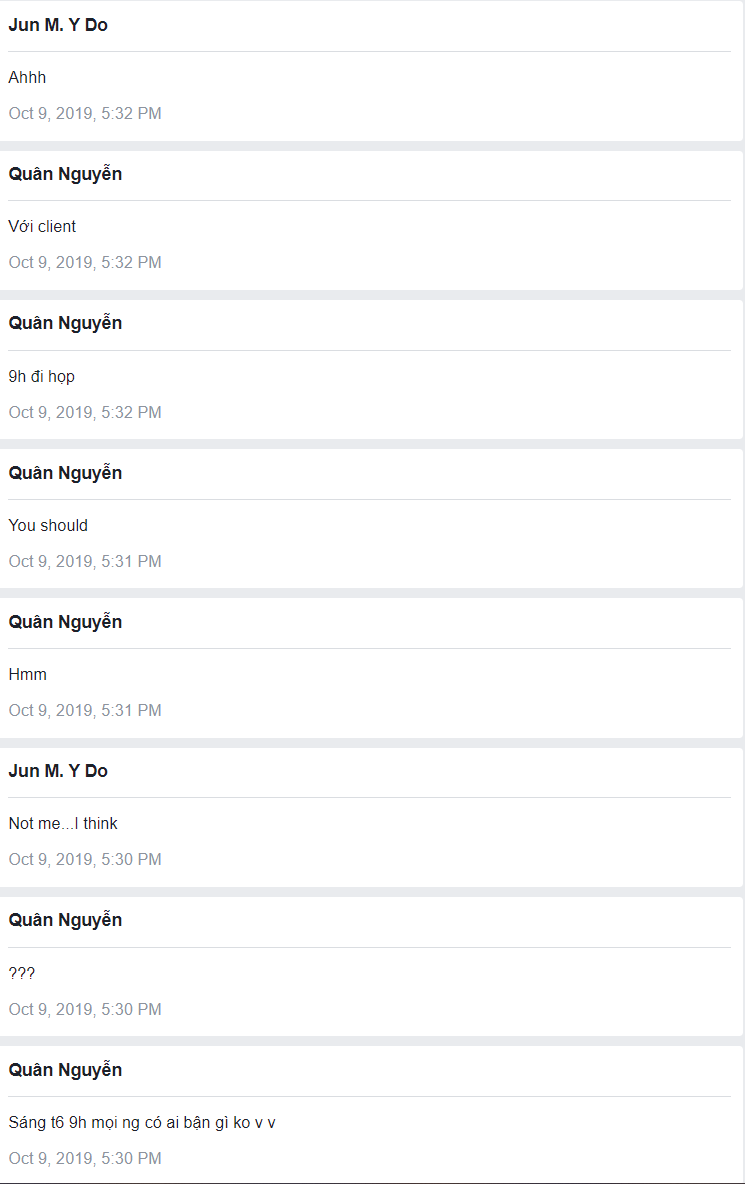 Jun M. Y Do
Ahhh
Oct 9, 2019, 5:32 PM
Quân Nguyễn
Với client
Oct 9, 2019, 5:32 PM
Quân Nguyễn
9h đi họp
Oct 9, 2019, 5:32 PM
Quân Nguyễn
You should
Oct 9, 2019, 5:31 PM
Quân Nguyễn
Hmm
Oct 9, 2019, 5:31 PM
Jun M. Y Do
Not me...I think
Oct 9, 2019, 5:30 PM
Quân Nguyễn
???
Oct 9, 2019, 5:30 PM
Quân Nguyễn
Sáng t6 9h mọi ng có ai bận gì ko v v
Oct 9, 2019, 5:30 PM